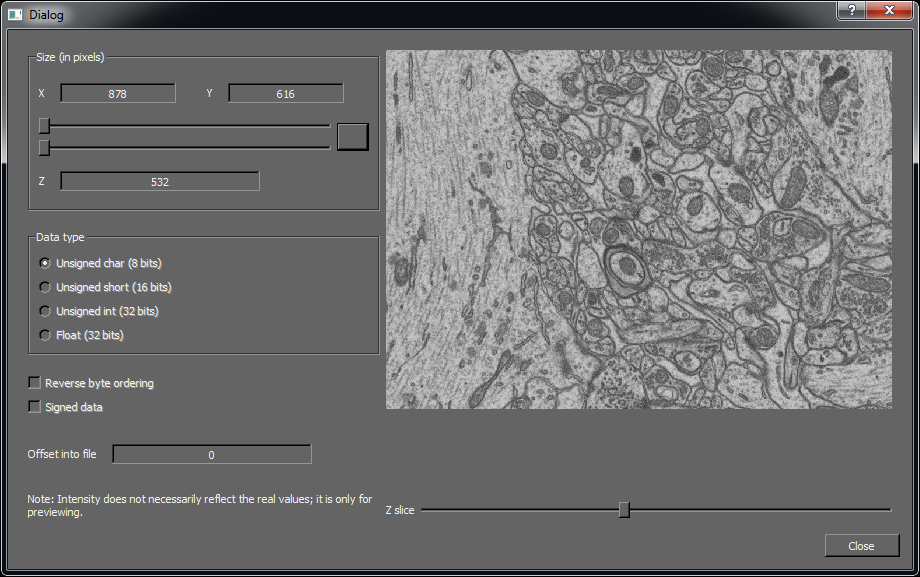 Dialog
?
Size (in pixels)
X 878 Y 616
Z 532
Data type
Unsigned char (8 bits)
Unsigned short (16 bits)
Unsigned int (32 bits)
Float (32 bits)
Reverse byte ordering
Signed data
Offset into file 0
Note: Intensity does not necessarily reflect the real values; it is only for
previewing.
Z slice
Close